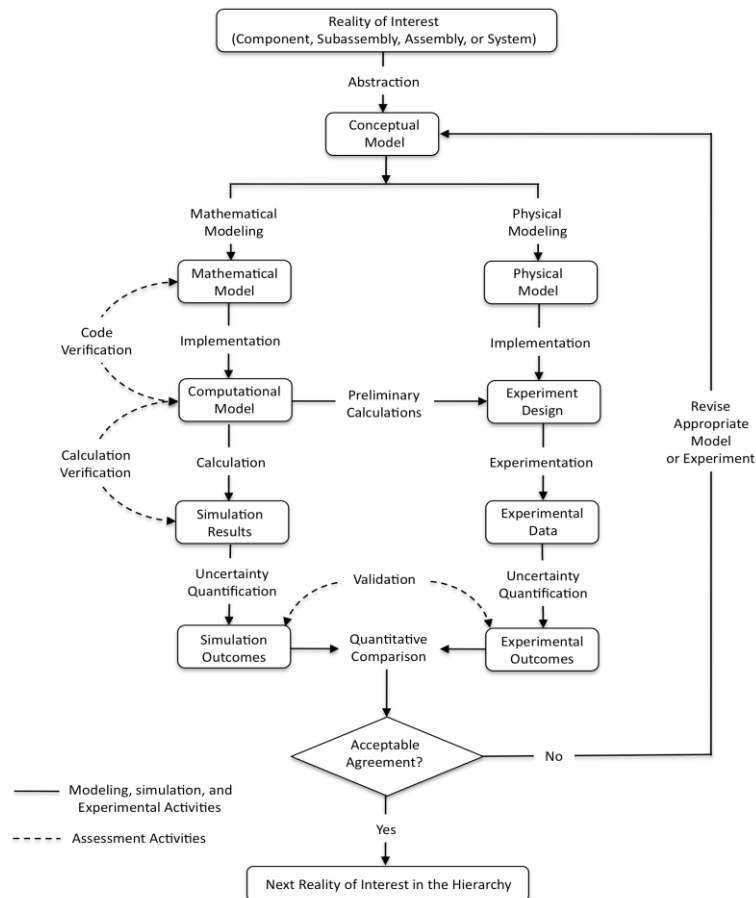 Reality of Interest
(Component, Subassembly, Assembly, or System)
Abstraction
Conceptual
Model
Mathematical
Modeling
Physical
Modeling
Mathematical
Model
Physical
Model
Code
Verification
Implementation
Implementation
Computational
Model
Preliminary
Calculations
Experiment
Design
Revise
Appropriate
Model
or Experiment
Calculation
Verification
Calculation
Experimentation
Simulation
Results
Experimental
Data
Uncertainty
Quantification
Validation
Uncertainty
Quantification
Simulation
Outcomes
Quantitative
Comparison
Experimental
Outcomes
Acceptable
Agreement?
No
Modeling, simulation, and
Experimental Activities
Assessment Activities
Yes
Next Reality of Interest in the Hierarchy